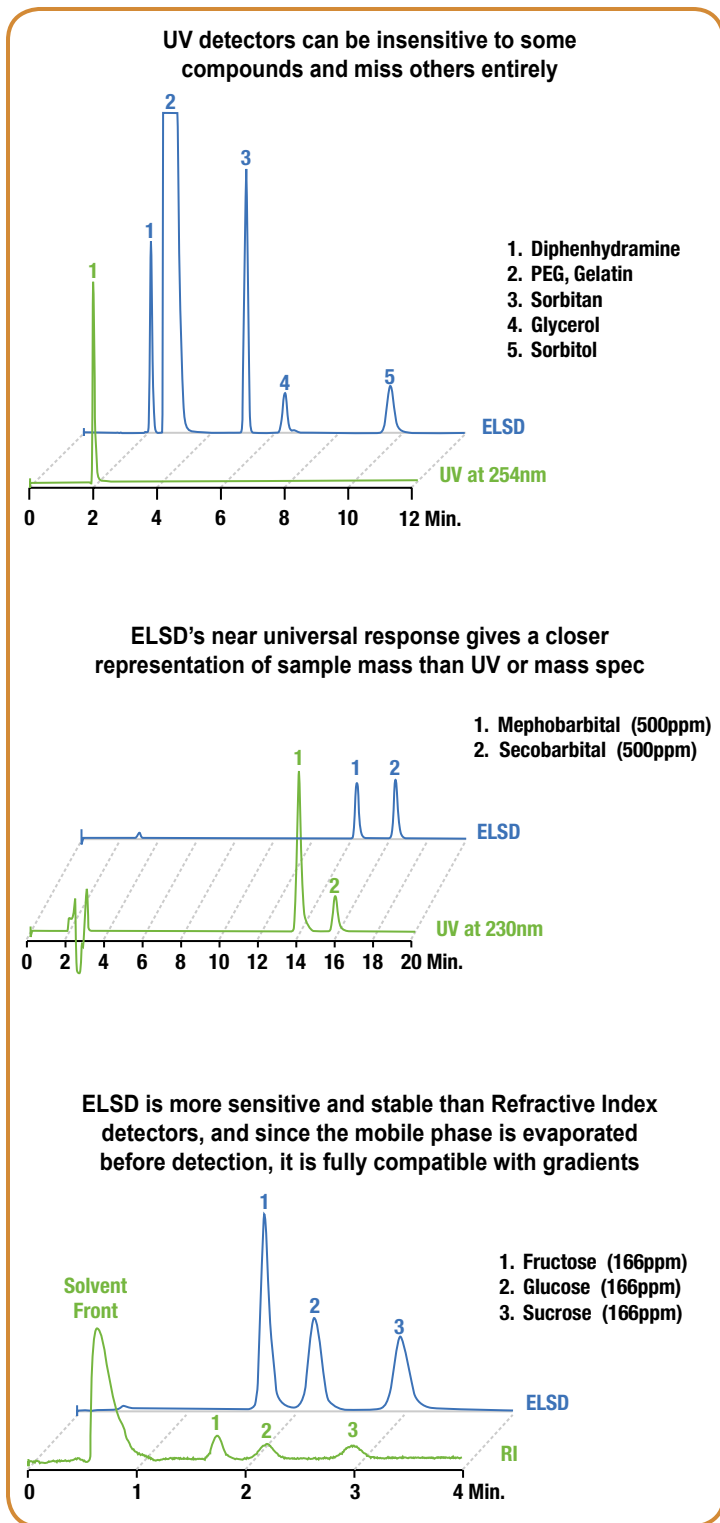 UV detectors can be insensitive to some
compounds and miss others entirely
2
3
1
1
1. Diphenhydramine
2. PEG, Gelatin
3. Sorbitan
4. Glycerol
5. Sorbitol
4
5
ELSD
UV at 254nm
0 2 4 6 8 10 12 Min.
ELSD’s near universal response gives a closer
representation of sample mass than UV or mass spec
1. Mephobarbital (500ppm)
2. Secobarbital (500ppm)
1
1 2
ELSD
2
UV at 230nm
0 2 4 6 8 10 12 14 16 18 20 Min.
ELSD is more sensitive and stable than Refractive Index
detectors, and since the mobile phase is evaporated
before detection, it is fully compatible with gradients
1
1. Fructose (166ppm)
2. Glucose (166ppm)
3. Sucrose (166ppm)
Solvent
Front
2
3
ELSD
1 2 3
RI
0 1 2 3 4 Min.